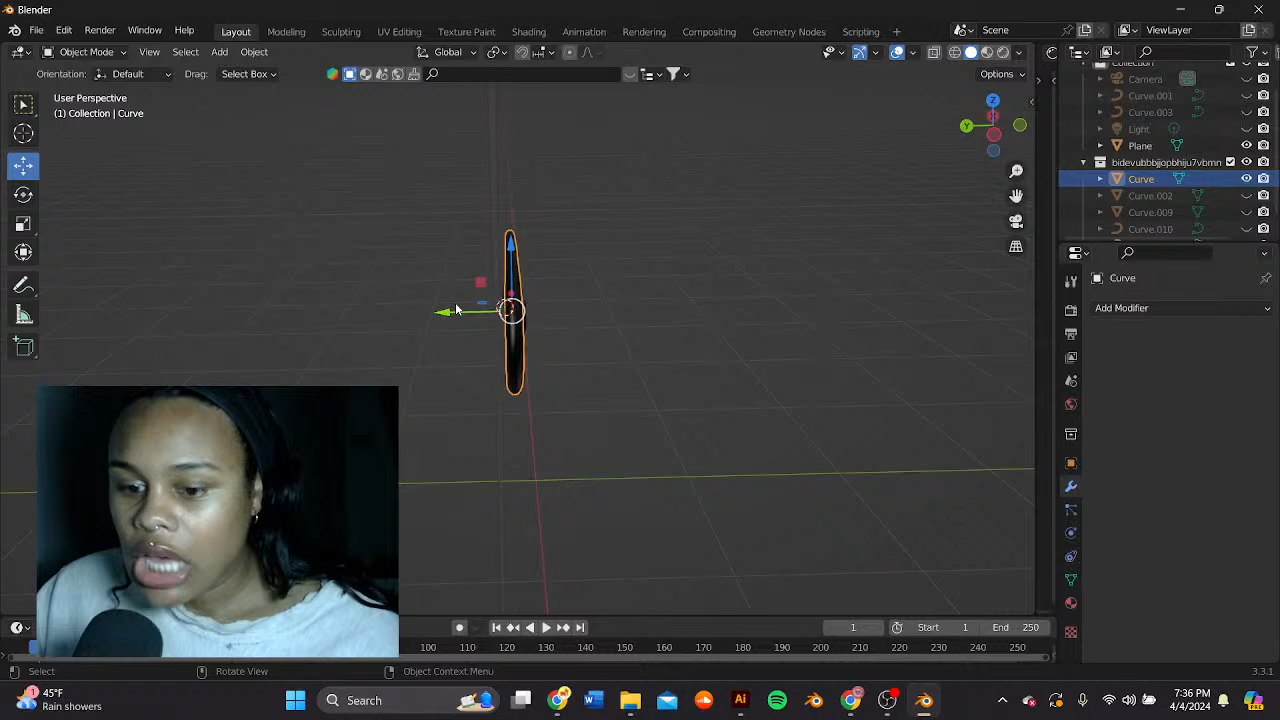 Blender
File Edit Render Window Help Layout Modeling Sculpting UV Editing Texture Paint Shading Animation Rendering Compositing Geometry Nodes Scripting + Scene ViewLayer
Object Mode View Select Add Object Global
Orientation: Default Drag: Select Box Options
User Perspective
(1) Collection | Curve
Z
Y
Collection
Camera
Curve.001
Curve.003
Light
Plane
bidevubbbjjopbhiju7vbmn
Curve
Curve.002
Curve.009
Curve.010
Curve
Add Modifier
1 Start 1 End 250
100 110 120 130 140 150 160 170 180 190 200 210 220 230 240 250
Select Rotate View Object Context Menu 3.3.1
1 45°F
Rain showers
Search
7:36 PM
4/4/2024